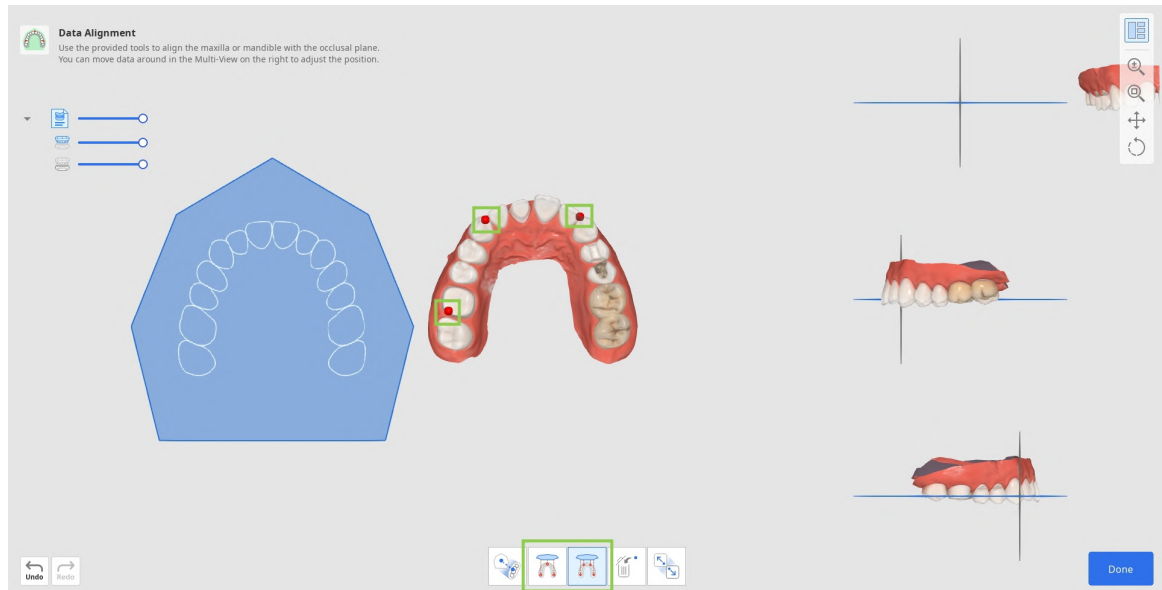 Data Alignment
Use the provided tools to align the maxilla or mandible with the occlusal plane.
You can move data around in the Multi-View on the right to adjust the position.
Undo
Redo
Done